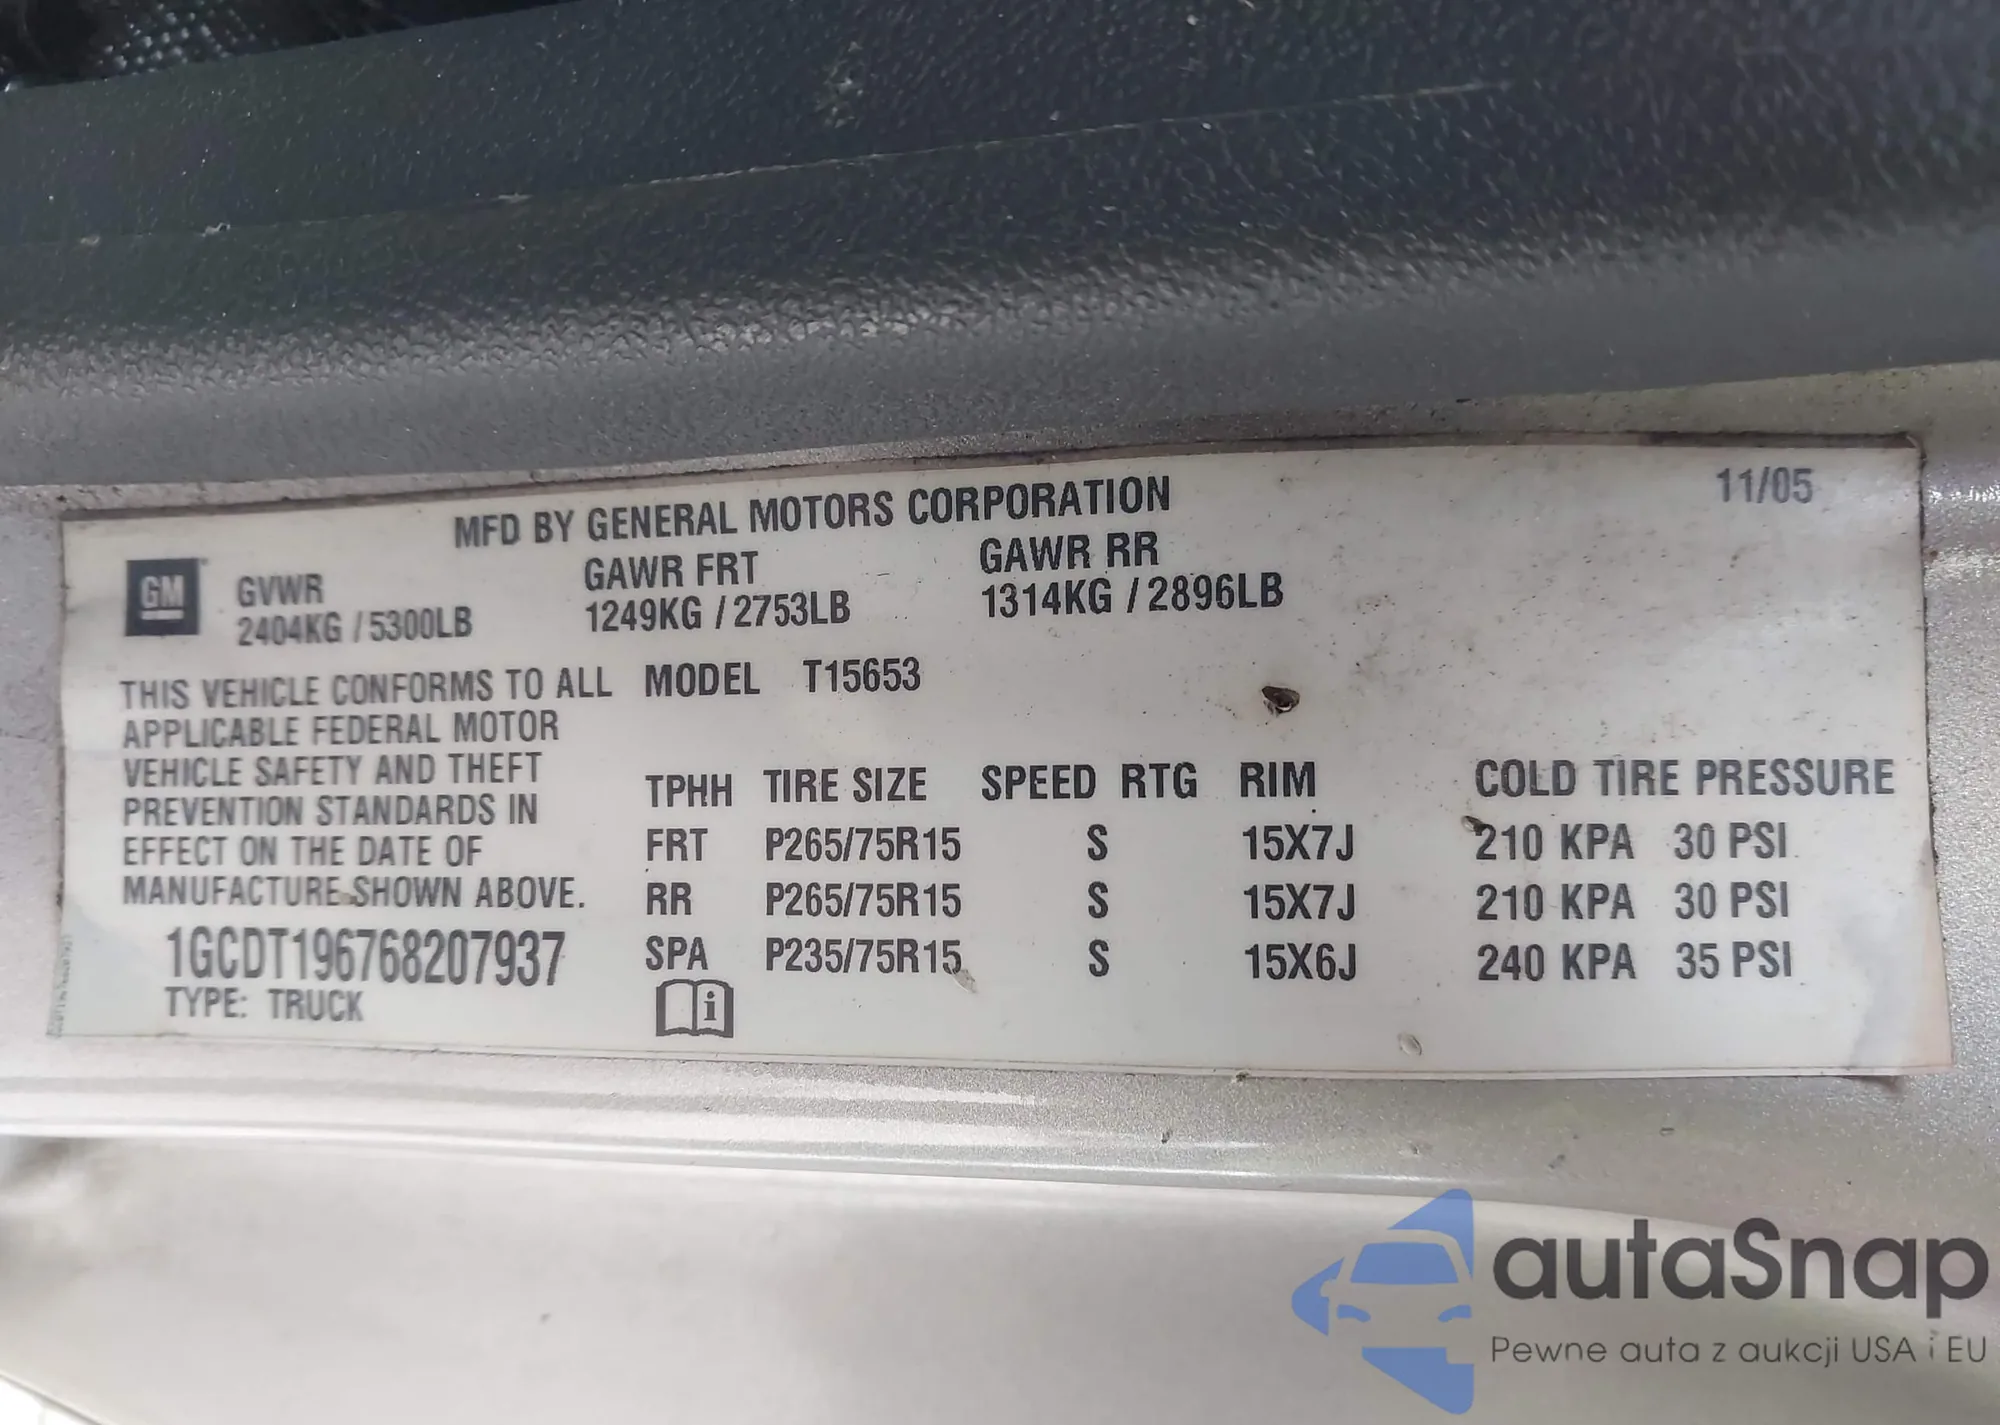 MFD BY GENERAL MOTORS CORPORATION 11/05
GM GVWR GAWR FRT GAWR RR
2404KG / 5300LB 1249KG / 2753LB 1314KG / 2896LB
THIS VEHICLE CONFORMS TO ALL
APPLICABLE FEDERAL MOTOR
VEHICLE SAFETY AND THEFT
PREVENTION STANDARDS IN
EFFECT ON THE DATE OF
MANUFACTURE SHOWN ABOVE.
1GCDT196768207937
TYPE: TRUCK
MODEL T15653
TPHH TIRE SIZE SPEED RTG RIM COLD TIRE PRESSURE
FRT P265/75R15 S 15X7J 210 KPA 30 PSI
RR P265/75R15 S 15X7J 210 KPA 30 PSI
SPA P235/75R15 S 15X6J 240 KPA 35 PSI
i
autaSnap
Pewne auta z aukcji USA i EU